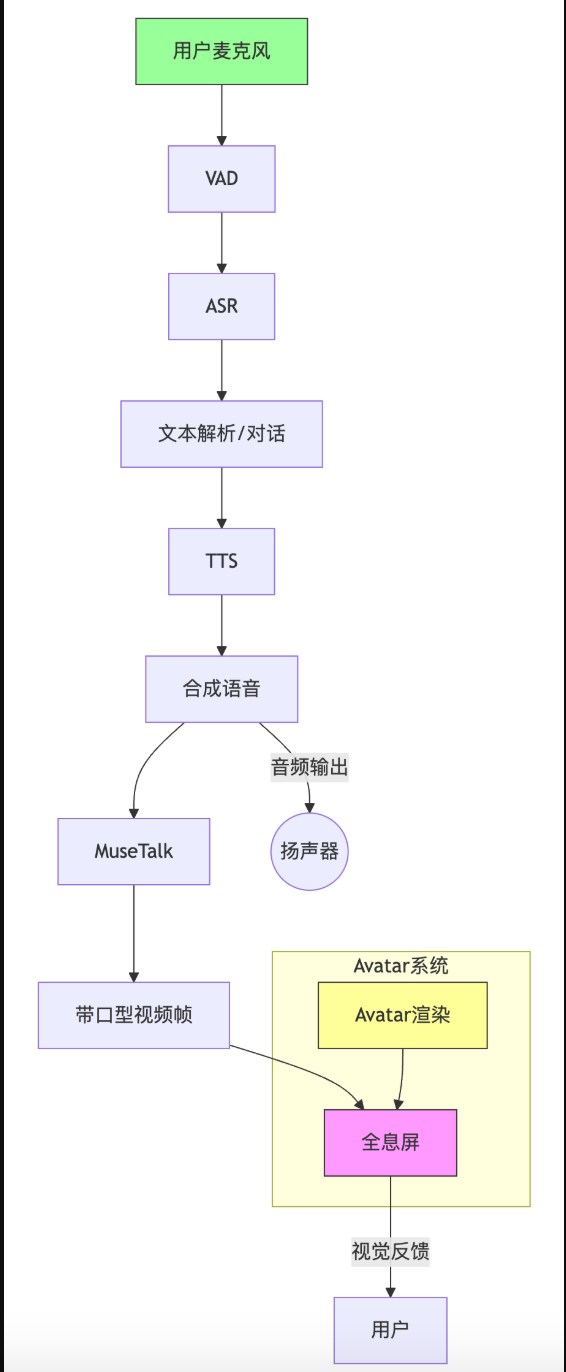 用户麦克风
VAD
ASR
文本解析/对话
TTS
合成语音
音频输出
MuseTalk
扬声器
Avatar系统
带口型视频帧
Avatar渲染
全息屏
视觉反馈
用户